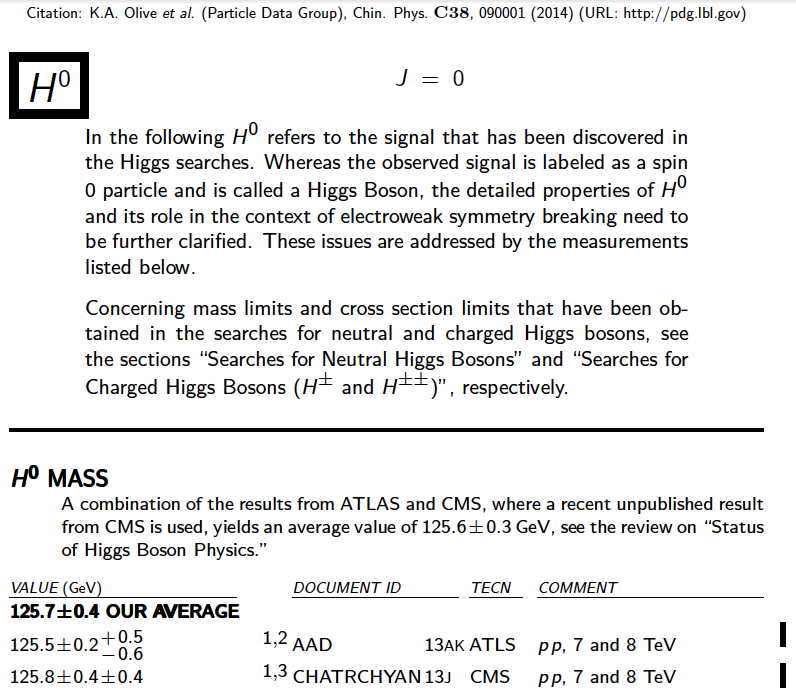 Citation: K.A. Olive et al. (Particle Data Group), Chin. Phys. C38, 090001 (2014) (URL: http://pdg.lbl.gov)
H⁰ J = 0
In the following H⁰ refers to the signal that has been discovered in
the Higgs searches. Whereas the observed signal is labeled as a spin
0 particle and is called a Higgs Boson, the detailed properties of H⁰
and its role in the context of electroweak symmetry breaking need to
be further clarified. These issues are addressed by the measurements
listed below.
Concerning mass limits and cross section limits that have been ob-
tained in the searches for neutral and charged Higgs bosons, see
the sections “Searches for Neutral Higgs Bosons” and “Searches for
Charged Higgs Bosons (H± and H±±)”, respectively.
H⁰ MASS
A combination of the results from ATLAS and CMS, where a recent unpublished result
from CMS is used, yields an average value of 125.6±0.3 GeV, see the review on “Status
of Higgs Boson Physics.”
VALUE (GeV) DOCUMENT ID TECN COMMENT
125.7±0.4 OUR AVERAGE
125.5±0.2+0.5−0.6 1,2 AAD 13AK ATLS pp, 7 and 8 TeV
125.8±0.4±0.4 1,3 CHATRCHYAN 13J CMS pp, 7 and 8 TeV